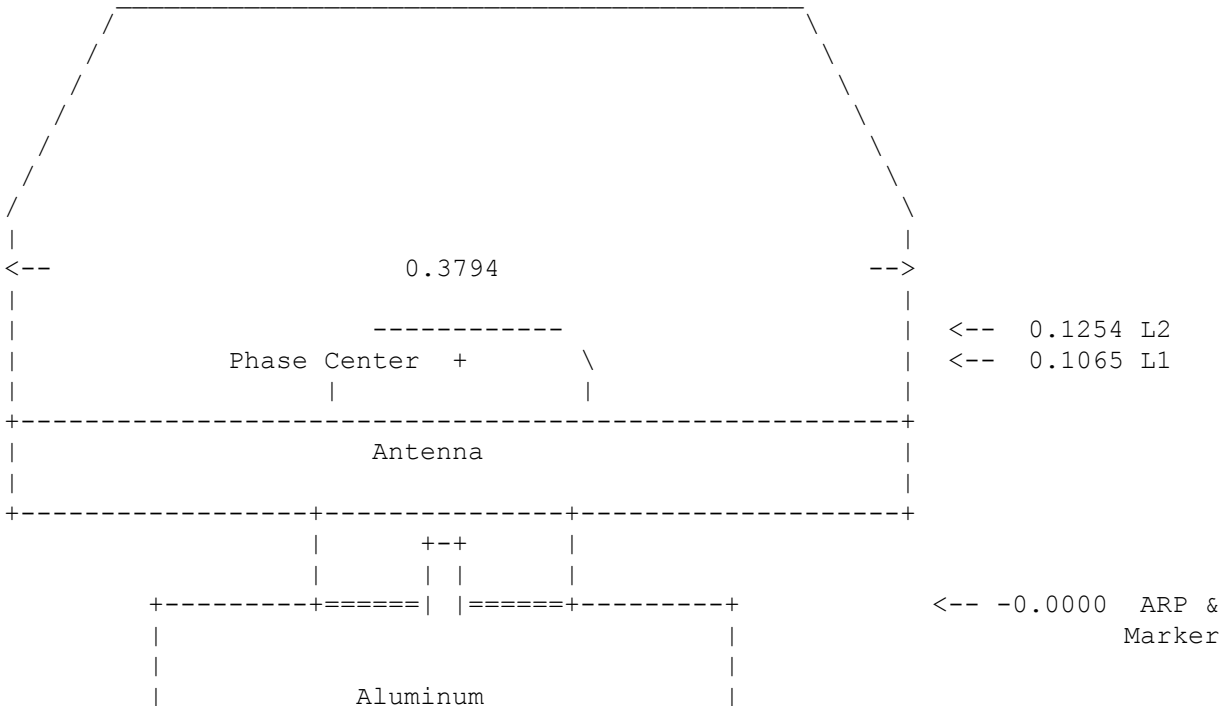 <-- 0.3794 -->
<-- 0.1254 L2
Phase Center + <-- 0.1065 L1
Antenna
<-- -0.0000 ARP &
Marker
Aluminum